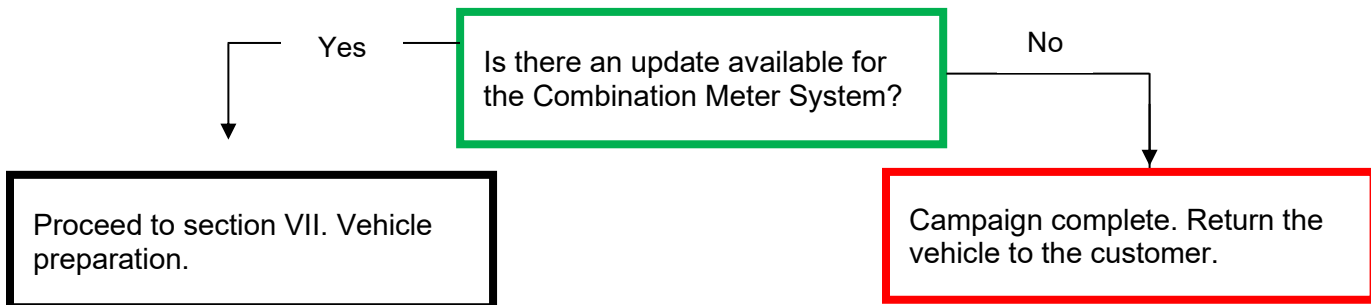 Yes
Is there an update available for
the Combination Meter System?
No
Proceed to section VII. Vehicle
preparation.
Campaign complete. Return the
vehicle to the customer.